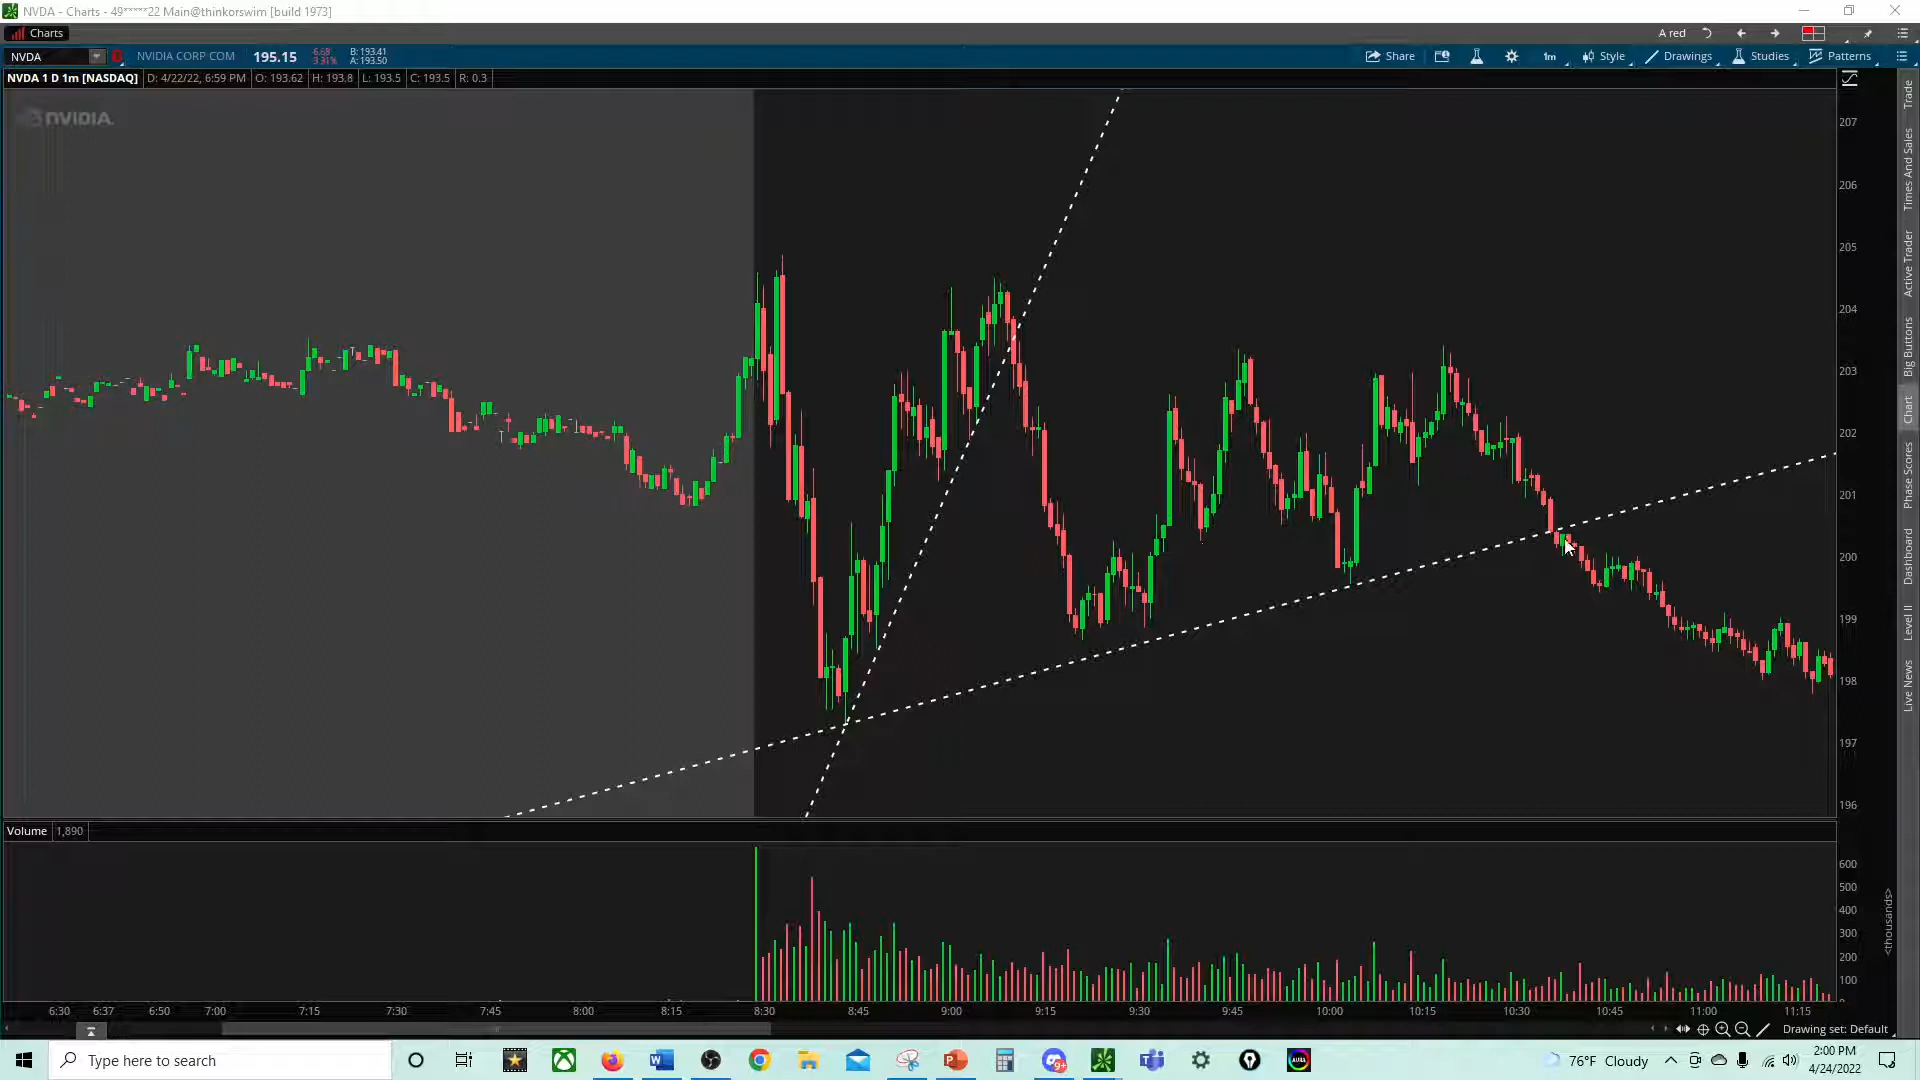 NVDA - Charts - 49*****22 Main@thinkorswim [build 1973]
Charts
A red
NVDA
NVIDIA CORP COM
195.15
-6.68
-3.31%
B: 193.41
A: 193.50
Share
1m
Style
Drawings
Studies
Patterns
NVDA 1 D 1m [NASDAQ]
D: 4/22/22, 6:59 PM
O: 193.62
H: 193.8
L: 193.5
C: 193.5
R: 0.3
NVIDIA.
207
206
205
204
203
202
201
200
199
198
197
196
Trade
Times And Sales
Active Trader
Big Buttons
Chart
Phase Scores
Dashboard
Level II
Live News
Volume
1,890
600
500
400
300
200
100
<thousands>
6:30
6:37
6:50
7:00
7:15
7:30
7:45
8:00
8:15
8:30
8:45
9:00
9:15
9:30
9:45
10:00
10:15
10:30
10:45
11:00
11:15
Drawing set: Default
Type here to search
9+
AURA
76°F Cloudy
2:00 PM
4/24/2022